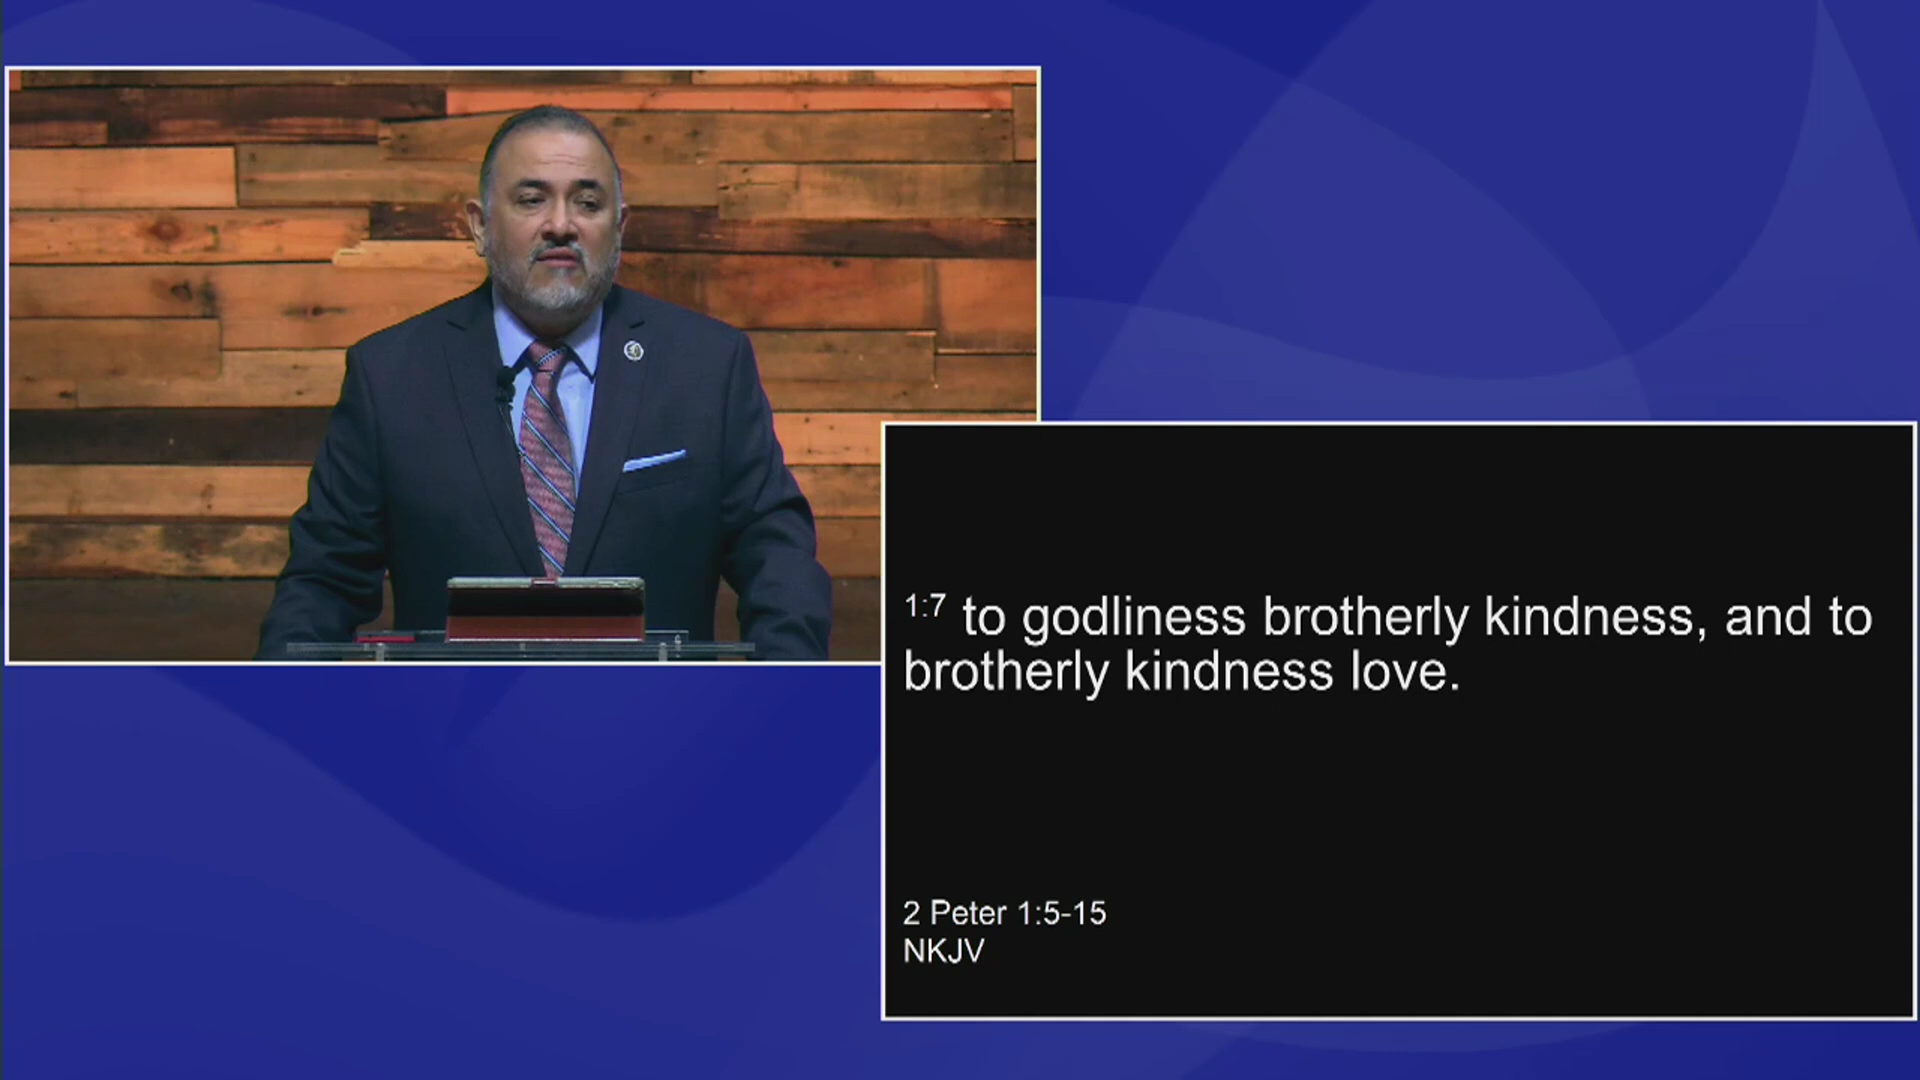 1:7 to godliness brotherly kindness, and to
brotherly kindness love.
2 Peter 1:5-15
NKJV